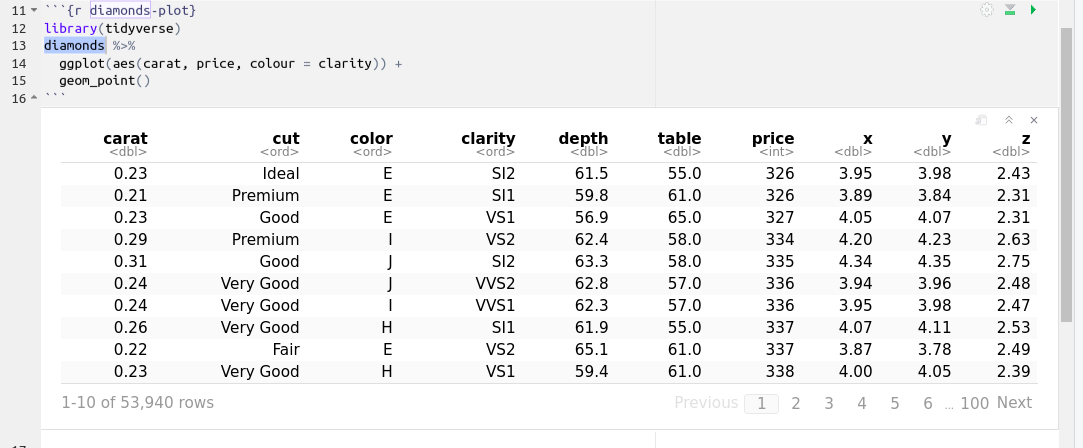 11 ```{r diamonds-plot}
12 library(tidyverse)
13 diamonds %>%
14 ggplot(aes(carat, price, colour = clarity)) +
15 geom_point()
16 ```
carat cut color clarity depth table price x y z
<dbl> <ord> <ord> <ord> <dbl> <dbl> <int> <dbl> <dbl> <dbl>
0.23 Ideal E SI2 61.5 55.0 326 3.95 3.98 2.43
0.21 Premium E SI1 59.8 61.0 326 3.89 3.84 2.31
0.23 Good E VS1 56.9 65.0 327 4.05 4.07 2.31
0.29 Premium I VS2 62.4 58.0 334 4.20 4.23 2.63
0.31 Good J SI2 63.3 58.0 335 4.34 4.35 2.75
0.24 Very Good J VVS2 62.8 57.0 336 3.94 3.96 2.48
0.24 Very Good I VVS1 62.3 57.0 336 3.95 3.98 2.47
0.26 Very Good H SI1 61.9 55.0 337 4.07 4.11 2.53
0.22 Fair E VS2 65.1 61.0 337 3.87 3.78 2.49
0.23 Very Good H VS1 59.4 61.0 338 4.00 4.05 2.39
1-10 of 53,940 rows Previous 1 2 3 4 5 6 ... 100 Next